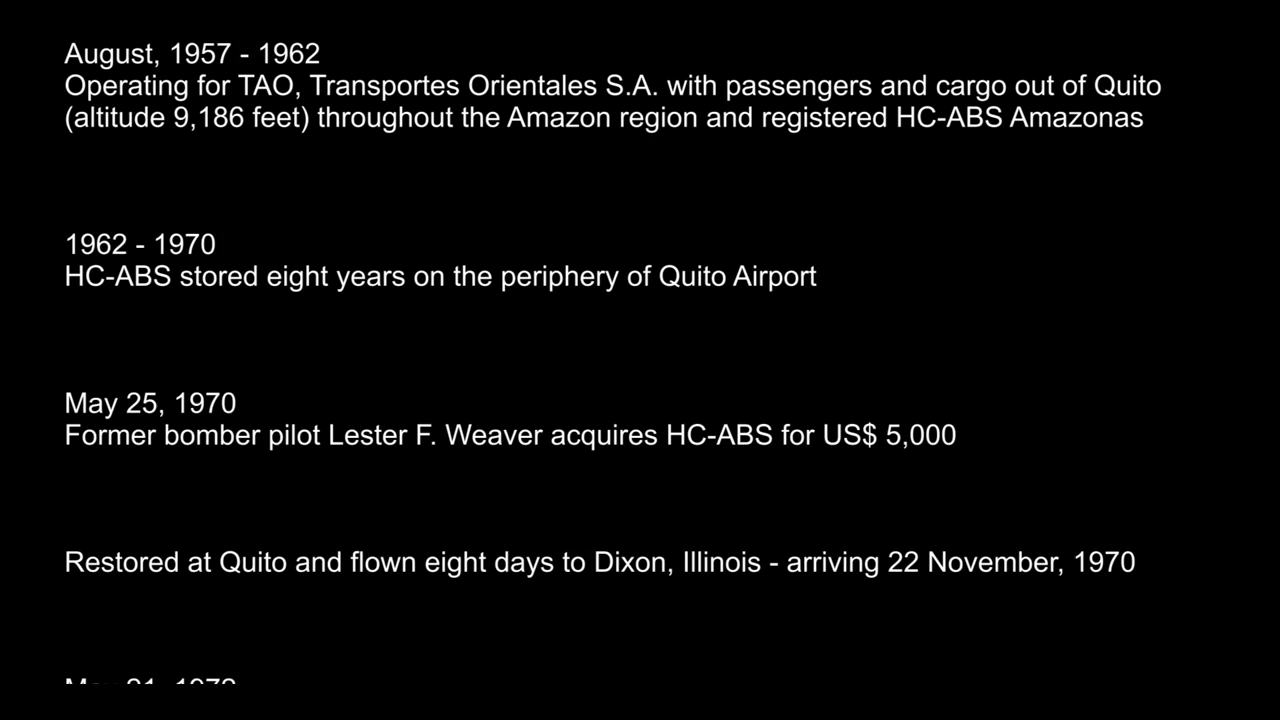 August, 1957 - 1962
Operating for TAO, Transportes Orientales S.A. with passengers and cargo out of Quito
(altitude 9,186 feet) throughout the Amazon region and registered HC-ABS Amazonas
1962 - 1970
HC-ABS stored eight years on the periphery of Quito Airport
May 25, 1970
Former bomber pilot Lester F. Weaver acquires HC-ABS for US$ 5,000
Restored at Quito and flown eight days to Dixon, Illinois - arriving 22 November, 1970